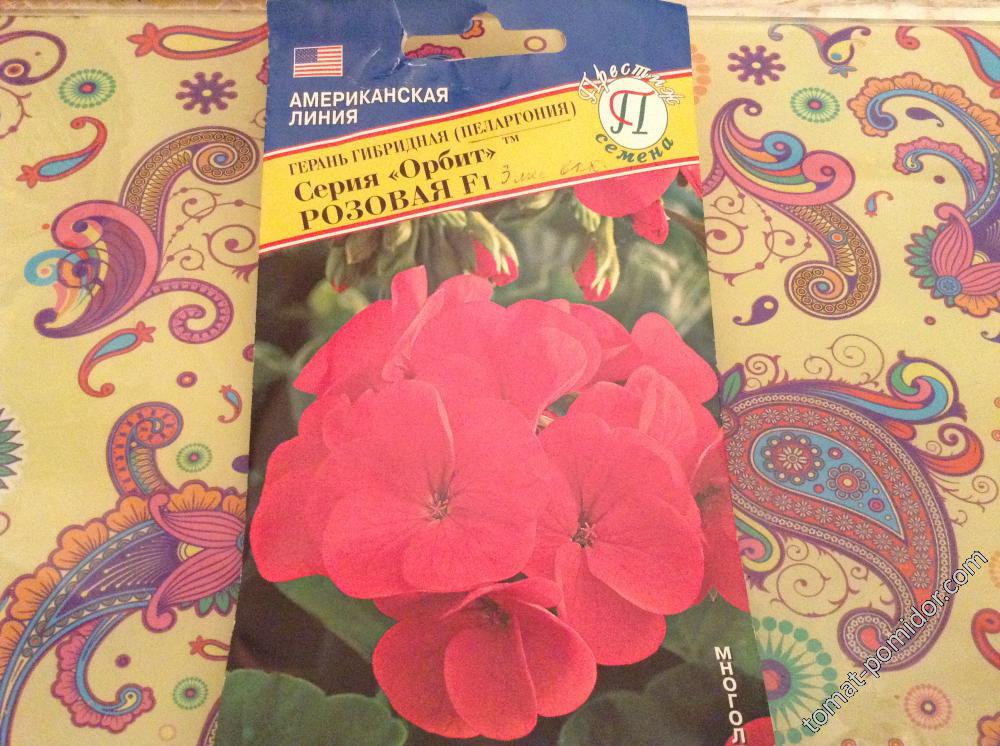 АМЕРИКАНСКАЯ
ЛИНИЯ
Престиж
П
семена
ГЕРАНЬ ГИБРИДНАЯ (ПЕЛАРГОНИЯ)
Серия «Орбит»™
РОЗОВАЯ F1
МНОГОЛ
tomat-pomidor.com